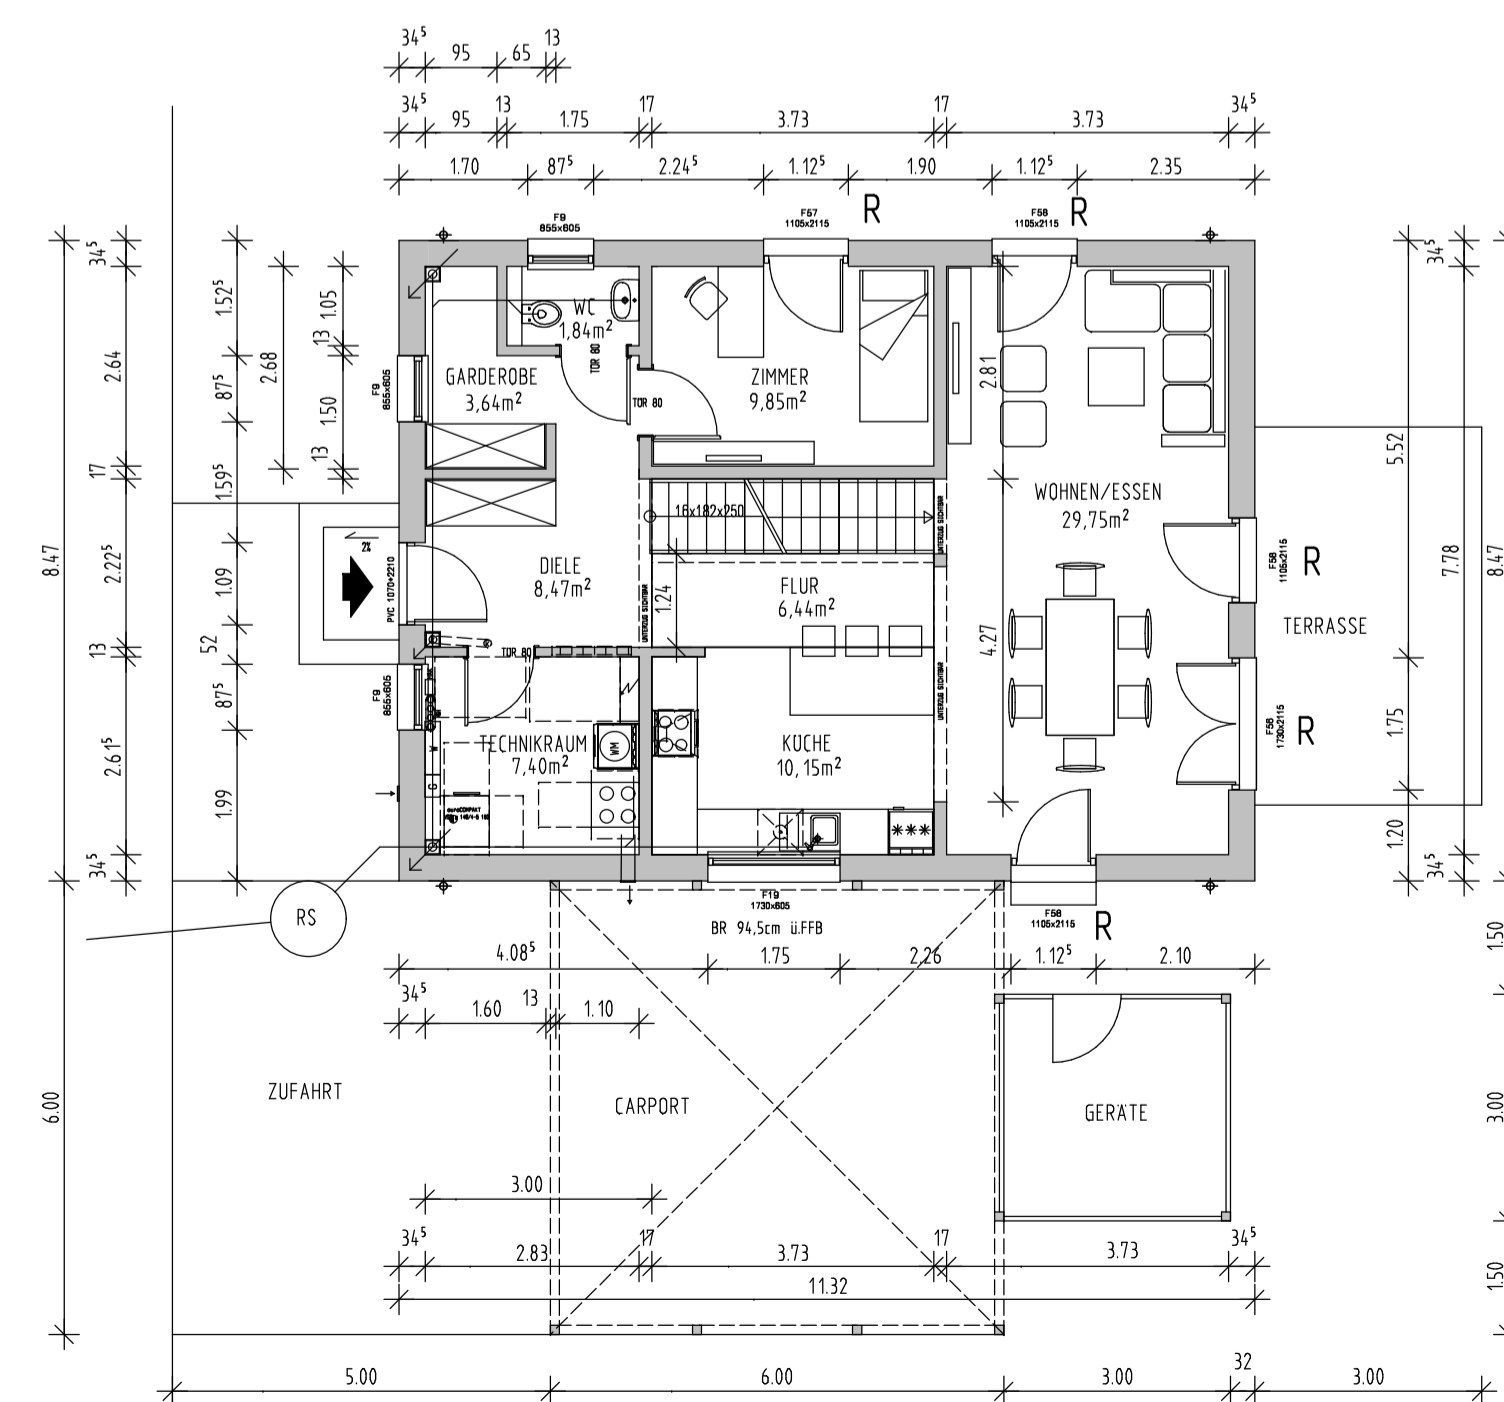 34⁵ 95 65 13
34⁵ 95 13 1.75 17 3.73 17 3.73 34⁵
1.70 87⁵ 2.24⁵ 1.12⁵ 1.90 1.12⁵ 2.35
F9
855x605
F57
1105x2115
R
F58
1105x2115
R
34⁵
2.64
17
2.22⁵
13
2.61⁵
34⁵
8.47
6.00
1.52⁵
87⁵
1.59⁵
1.09
52
87⁵
1.99
2.68
1.05
13
1.50
13
F9
855x605
WC
1,84m²
TÜR 80
GARDEROBE
3,64m²
TÜR 80
ZIMMER
9,85m²
2.81
WOHNEN/ESSEN
29,75m²
16x182x250
UNTERZUG SICHTBAR
2%
PVC 1070x2210
DIELE
8,47m²
UNTERZUG SICHTBAR
1.24
FLUR
6,44m²
4.27
F58
1105x2115
R
TERRASSE
TÜR 80
F9
855x605
UNTERZUG SICHTBAR
TECHNIKRAUM
7,40m²
WM
W
G
KÜCHE
10,15m²
F56
1730x2115
R
34⁵
5.52
1.75
1.20
34⁵
7.78
8.47
RS
F19
1730x605
BR 94,5cm ü.FFB
F58
1105x2115
R
4.08⁵ 1.75 2.26 1.12⁵ 2.10
34⁵ 1.60 13 1.10
1.50
3.00
1.50
ZUFAHRT
CARPORT
GERÄTE
3.00
34⁵ 2.83 17 3.73 17 3.73 34⁵
11.32
5.00 6.00 3.00 32 3.00